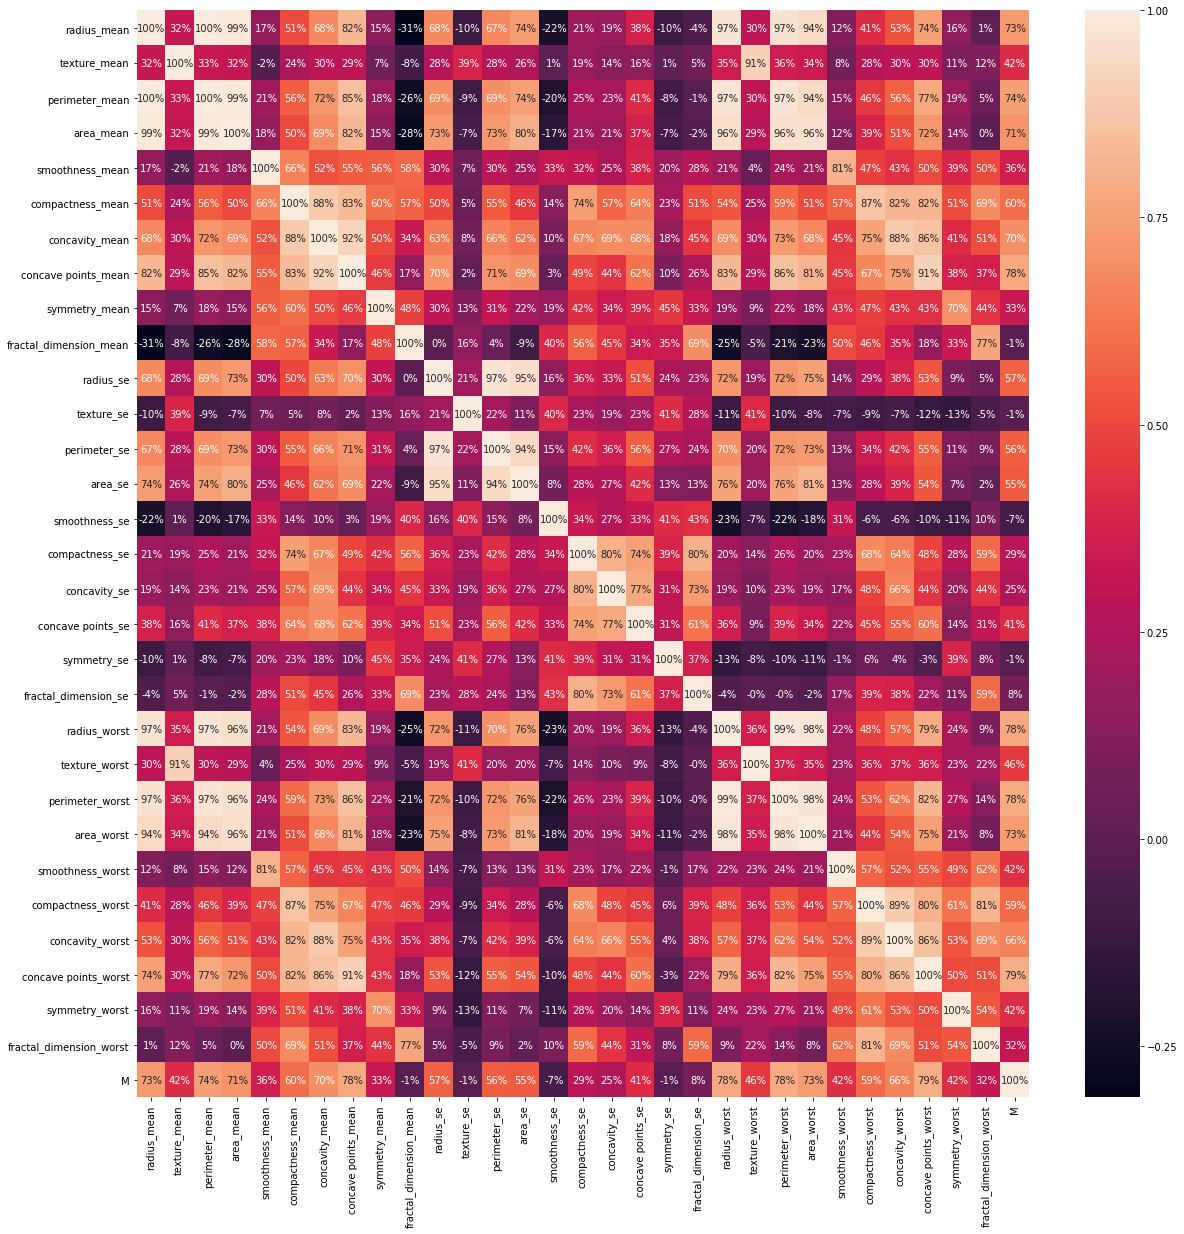 radius_mean 100% 32% 100% 99% 17% 51% 68% 82% 15% -31% 68% -10% 67% 74% -22% 21% 19% 38% -10% -4% 97% 30% 97% 94% 12% 41% 53% 74% 16% 1% 73%
texture_mean 32% 100% 33% 32% -2% 24% 30% 29% 7% -8% 28% 39% 28% 26% 1% 19% 14% 16% 1% 5% 35% 91% 36% 34% 8% 28% 30% 30% 11% 12% 42%
perimeter_mean 100% 33% 100% 99% 21% 56% 72% 85% 18% -26% 69% -9% 69% 74% -20% 25% 23% 41% -8% -1% 97% 30% 97% 94% 15% 46% 56% 77% 19% 5% 74%
area_mean 99% 32% 99% 100% 18% 50% 69% 82% 15% -28% 73% -7% 73% 80% -17% 21% 21% 37% -7% -2% 96% 29% 96% 96% 12% 39% 51% 72% 14% 0% 71%
smoothness_mean 17% -2% 21% 18% 100% 66% 52% 55% 56% 58% 30% 7% 30% 25% 33% 32% 25% 38% 20% 28% 21% 4% 24% 21% 81% 47% 43% 50% 39% 50% 36%
compactness_mean 51% 24% 56% 50% 66% 100% 88% 83% 60% 57% 50% 5% 55% 46% 14% 74% 57% 64% 23% 51% 54% 25% 59% 51% 57% 87% 82% 82% 51% 69% 60%
concavity_mean 68% 30% 72% 69% 52% 88% 100% 92% 50% 34% 63% 8% 66% 62% 10% 67% 69% 68% 18% 45% 69% 30% 73% 68% 45% 75% 88% 86% 41% 51% 70%
concave points_mean 82% 29% 85% 82% 55% 83% 92% 100% 46% 17% 70% 2% 71% 69% 3% 49% 44% 62% 10% 26% 83% 29% 86% 81% 45% 67% 75% 91% 38% 37% 78%
symmetry_mean 15% 7% 18% 15% 56% 60% 50% 46% 100% 48% 30% 13% 31% 22% 19% 42% 34% 39% 45% 33% 19% 9% 22% 18% 43% 47% 43% 43% 70% 44% 33%
fractal_dimension_mean -31% -8% -26% -28% 58% 57% 34% 17% 48% 100% 0% 16% 4% -9% 40% 56% 45% 34% 35% 69% -25% -5% -21% -23% 50% 46% 35% 18% 33% 77% -1%
radius_se 68% 28% 69% 73% 30% 50% 63% 70% 30% 0% 100% 21% 97% 95% 16% 36% 33% 51% 24% 23% 72% 19% 72% 75% 14% 29% 38% 53% 9% 5% 57%
texture_se -10% 39% -9% -7% 7% 5% 8% 2% 13% 16% 21% 100% 22% 11% 40% 23% 19% 23% 41% 28% -11% 41% -10% -8% -7% -9% -7% -12% -13% -5% -1%
perimeter_se 67% 28% 69% 73% 30% 55% 66% 71% 31% 4% 97% 22% 100% 94% 15% 42% 36% 56% 27% 24% 70% 20% 72% 73% 13% 34% 42% 55% 11% 9% 56%
area_se 74% 26% 74% 80% 25% 46% 62% 69% 22% -9% 95% 11% 94% 100% 8% 28% 27% 42% 13% 13% 76% 20% 76% 81% 13% 28% 39% 54% 7% 2% 55%
smoothness_se -22% 1% -20% -17% 33% 14% 10% 3% 19% 40% 16% 40% 15% 8% 100% 34% 27% 33% 41% 43% -23% -7% -22% -18% 31% -6% -6% -10% -11% 10% -7%
compactness_se 21% 19% 25% 21% 32% 74% 67% 49% 42% 56% 36% 23% 42% 28% 34% 100% 80% 74% 39% 80% 20% 14% 26% 20% 23% 68% 64% 48% 28% 59% 29%
concavity_se 19% 14% 23% 21% 25% 57% 69% 44% 34% 45% 33% 19% 36% 27% 27% 80% 100% 77% 31% 73% 19% 10% 23% 19% 17% 48% 66% 44% 20% 44% 25%
concave points_se 38% 16% 41% 37% 38% 64% 68% 62% 39% 34% 51% 23% 56% 42% 33% 74% 77% 100% 31% 61% 36% 9% 39% 34% 22% 45% 55% 60% 14% 31% 41%
symmetry_se -10% 1% -8% -7% 20% 23% 18% 10% 45% 35% 24% 41% 27% 13% 41% 39% 31% 31% 100% 37% -13% -8% -10% -11% -1% 6% 4% -3% 39% 8% -1%
fractal_dimension_se -4% 5% -1% -2% 28% 51% 45% 26% 33% 69% 23% 28% 24% 13% 43% 80% 73% 61% 37% 100% -4% -0% -0% -2% 17% 39% 38% 22% 11% 59% 8%
radius_worst 97% 35% 97% 96% 21% 54% 69% 83% 19% -25% 72% -11% 70% 76% -23% 20% 19% 36% -13% -4% 100% 36% 99% 98% 22% 48% 57% 79% 24% 9% 78%
texture_worst 30% 91% 30% 29% 4% 25% 30% 29% 9% -5% 19% 41% 20% 20% -7% 14% 10% 9% -8% -0% 36% 100% 37% 35% 23% 36% 37% 36% 23% 22% 46%
perimeter_worst 97% 36% 97% 96% 24% 59% 73% 86% 22% -21% 72% -10% 72% 76% -22% 26% 23% 39% -10% -0% 99% 37% 100% 98% 24% 53% 62% 82% 27% 14% 78%
area_worst 94% 34% 94% 96% 21% 51% 68% 81% 18% -23% 75% -8% 73% 81% -18% 20% 19% 34% -11% -2% 98% 35% 98% 100% 21% 44% 54% 75% 21% 8% 73%
smoothness_worst 12% 8% 15% 12% 81% 57% 45% 45% 43% 50% 14% -7% 13% 13% 31% 23% 17% 22% -1% 17% 22% 23% 24% 21% 100% 57% 52% 55% 49% 62% 42%
compactness_worst 41% 28% 46% 39% 47% 87% 75% 67% 47% 46% 29% -9% 34% 28% -6% 68% 48% 45% 6% 39% 48% 36% 53% 44% 57% 100% 89% 80% 61% 81% 59%
concavity_worst 53% 30% 56% 51% 43% 82% 88% 75% 43% 35% 38% -7% 42% 39% -6% 64% 66% 55% 4% 38% 57% 37% 62% 54% 52% 89% 100% 86% 53% 69% 66%
concave points_worst 74% 30% 77% 72% 50% 82% 86% 91% 43% 18% 53% -12% 55% 54% -10% 48% 44% 60% -3% 22% 79% 36% 82% 75% 55% 80% 86% 100% 50% 51% 79%
symmetry_worst 16% 11% 19% 14% 39% 51% 41% 38% 70% 33% 9% -13% 11% 7% -11% 28% 20% 14% 39% 11% 24% 23% 27% 21% 49% 61% 53% 50% 100% 54% 42%
fractal_dimension_worst 1% 12% 5% 0% 50% 69% 51% 37% 44% 77% 5% -5% 9% 2% 10% 59% 44% 31% 8% 59% 9% 22% 14% 8% 62% 81% 69% 51% 54% 100% 32%
M 73% 42% 74% 71% 36% 60% 70% 78% 33% -1% 57% -1% 56% 55% -7% 29% 25% 41% -1% 8% 78% 46% 78% 73% 42% 59% 66% 79% 42% 32% 100%
radius_mean
texture_mean
perimeter_mean
area_mean
smoothness_mean
compactness_mean
concavity_mean
concave points_mean
symmetry_mean
fractal_dimension_mean
radius_se
texture_se
perimeter_se
area_se
smoothness_se
compactness_se
concavity_se
concave points_se
symmetry_se
fractal_dimension_se
radius_worst
texture_worst
perimeter_worst
area_worst
smoothness_worst
compactness_worst
concavity_worst
concave points_worst
symmetry_worst
fractal_dimension_worst
M
1.00
0.75
0.50
0.25
0.00
−0.25